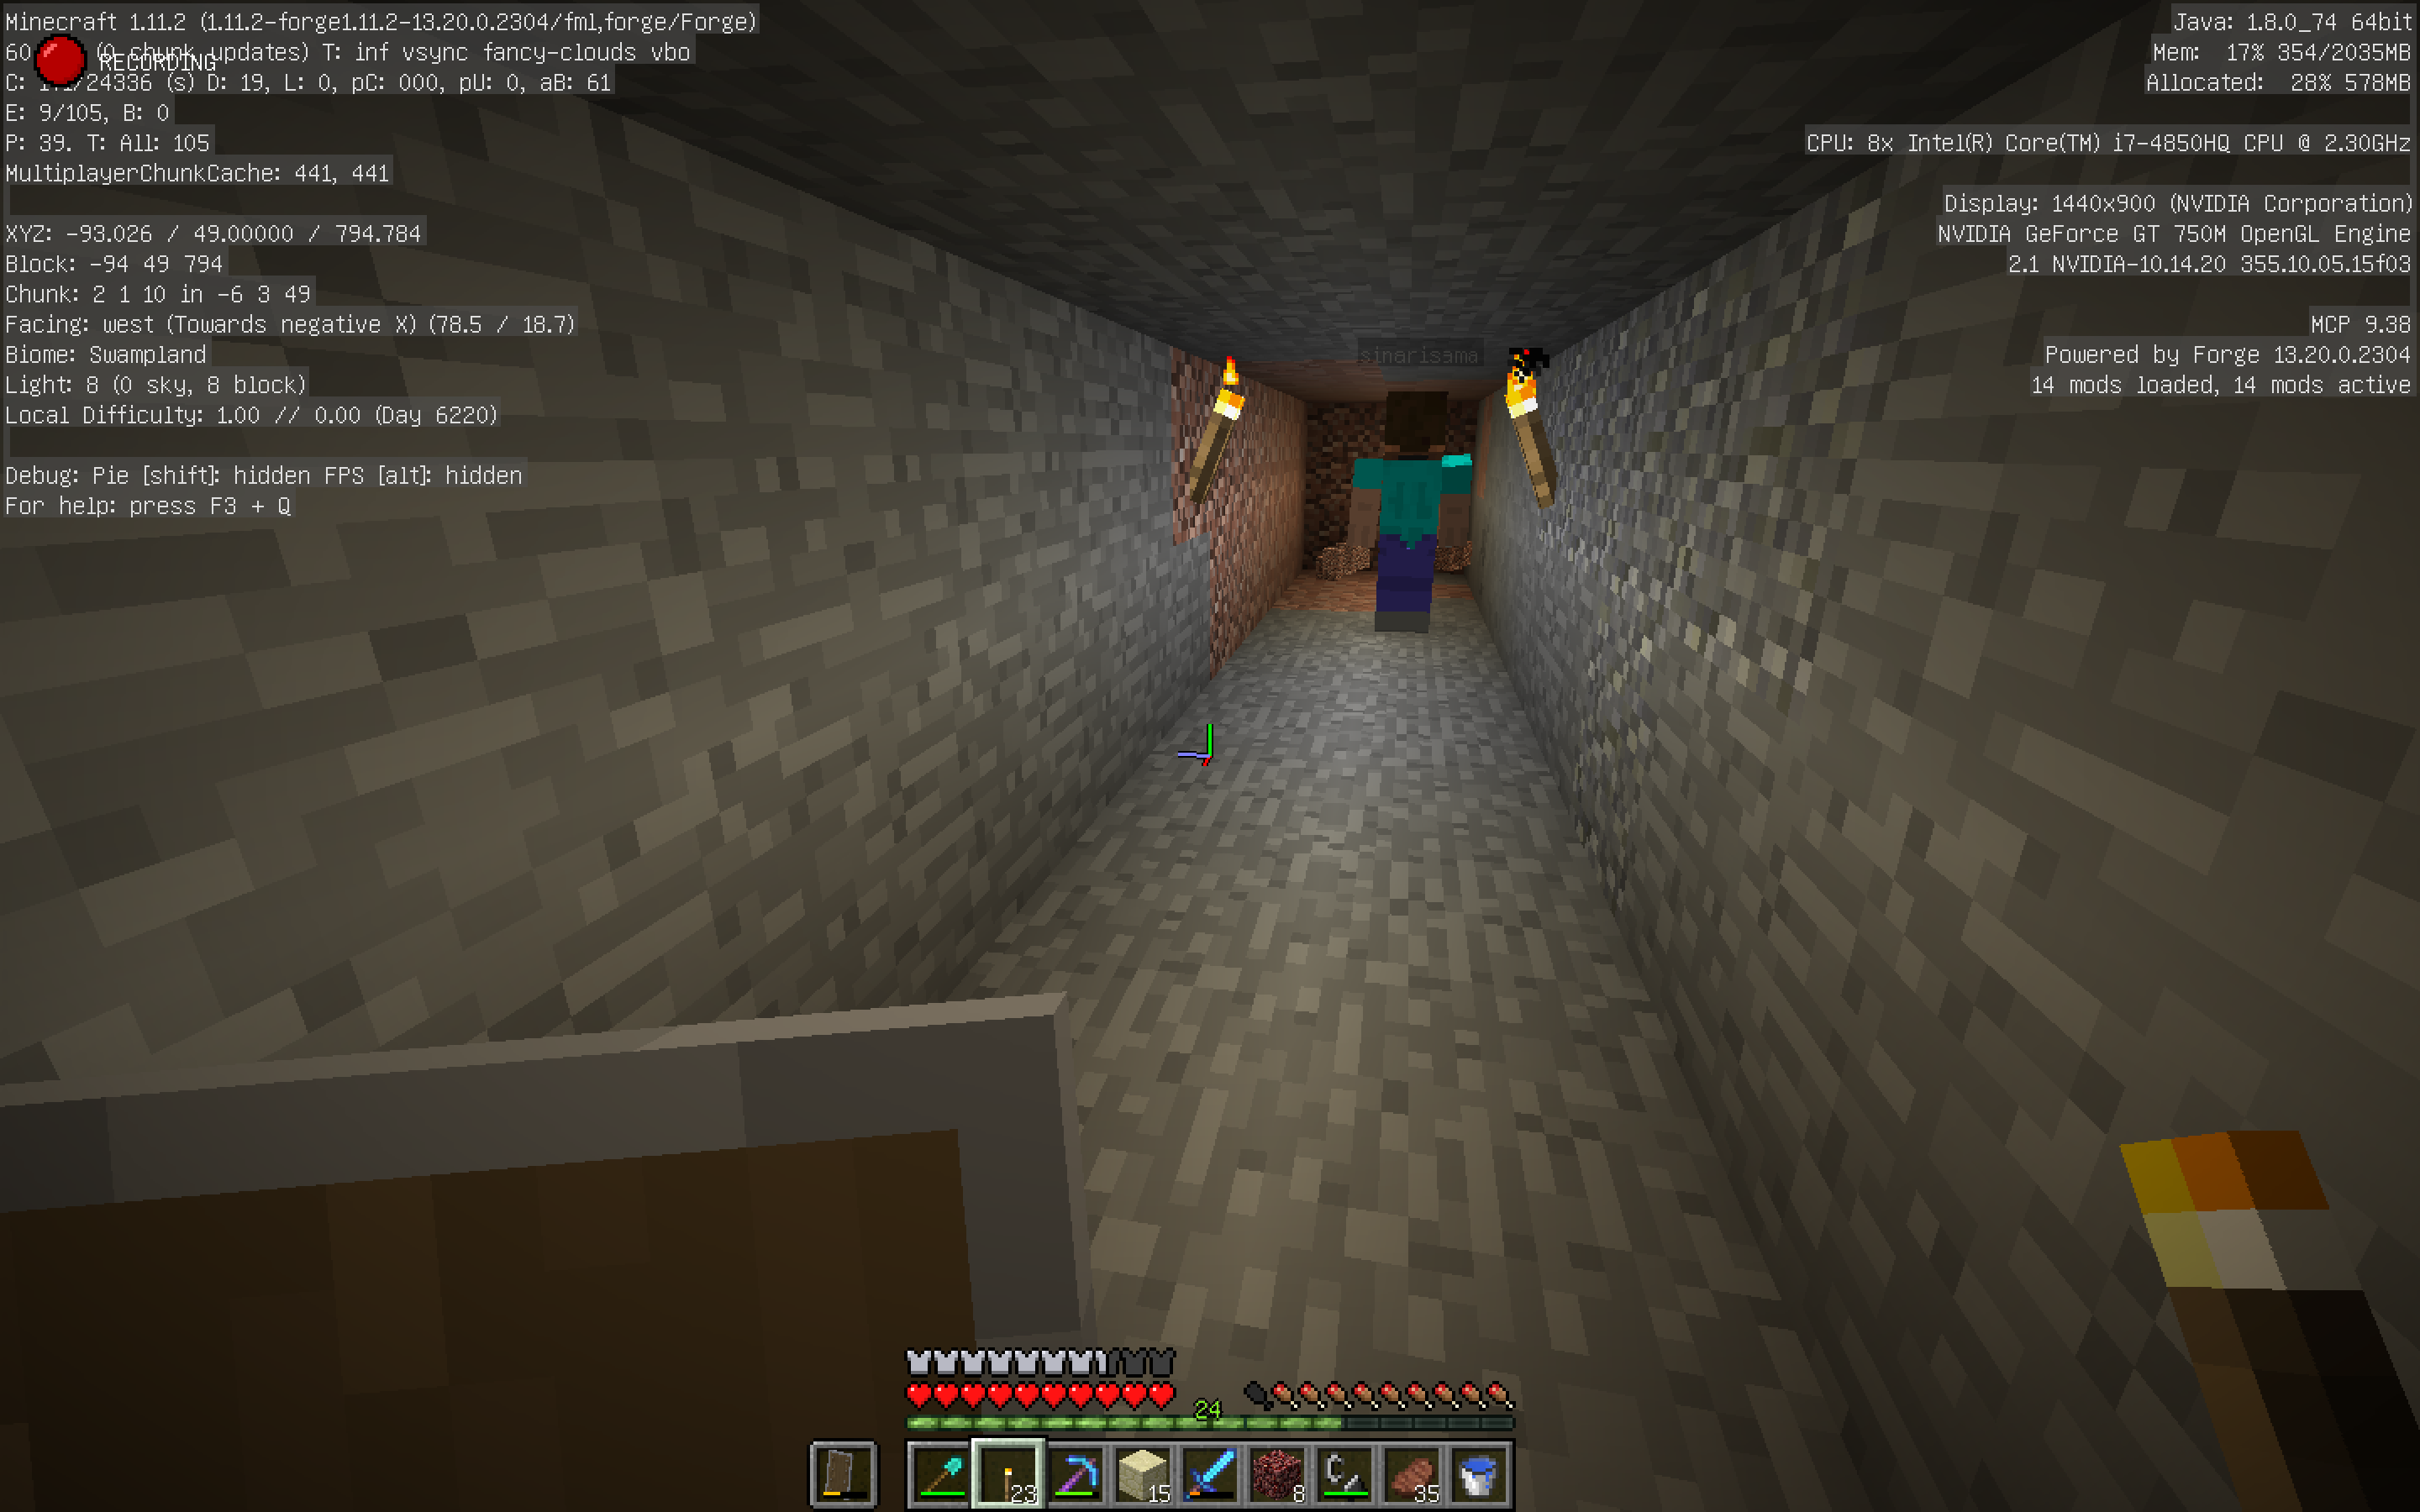 Minecraft 1.11.2 (1.11.2-forge1.11.2-13.20.0.2304/fml,forge/Forge)
60 (0 chunk updates) T: inf vsync fancy-clouds vbo
RECORDING
C: /24336 (s) D: 19, L: 0, pC: 000, pU: 0, aB: 61
E: 9/105, B: 0
P: 39. T: All: 105
MultiplayerChunkCache: 441, 441
XYZ: -93.026 / 49.00000 / 794.784
Block: -94 49 794
Chunk: 2 1 10 in -6 3 49
Facing: west (Towards negative X) (78.5 / 18.7)
Biome: Swampland
Light: 8 (0 sky, 8 block)
Local Difficulty: 1.00 // 0.00 (Day 6220)
Debug: Pie [shift]: hidden FPS [alt]: hidden
For help: press F3 + Q
Java: 1.8.0_74 64bit
Mem: 17% 354/2035MB
Allocated: 28% 578MB
CPU: 8x Intel(R) Core(TM) i7-4850HQ CPU @ 2.30GHz
Display: 1440x900 (NVIDIA Corporation)
NVIDIA GeForce GT 750M OpenGL Engine
2.1 NVIDIA-10.14.20 355.10.05.15f03
MCP 9.38
Powered by Forge 13.20.0.2304
14 mods loaded, 14 mods active
sinarisama
24
23 15 8 35